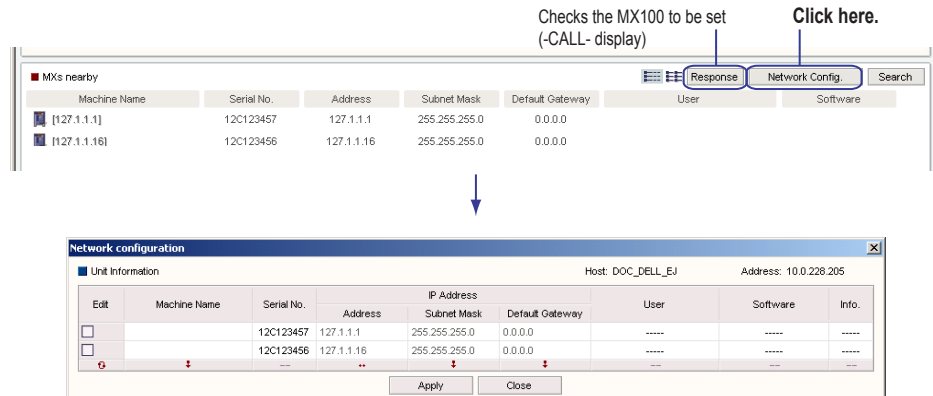 Checks the MX100 to be set
(-CALL- display)
Click here.
MXs nearby
Response
Network Config.
Search
Machine Name Serial No. Address Subnet Mask Default Gateway User Software
[127.1.1.1] 12C123457 127.1.1.1 255.255.255.0 0.0.0.0
[127.1.1.16] 12C123456 127.1.1.16 255.255.255.0 0.0.0.0
Network configuration
Unit Information Host: DOC_DELL_EJ Address: 10.0.228.205
Edit Machine Name Serial No. IP Address User Software Info.
Address Subnet Mask Default Gateway
12C123457 127.1.1.1 255.255.255.0 0.0.0.0 ----- ----- -----
12C123456 127.1.1.16 255.255.255.0 0.0.0.0 ----- ----- -----
Apply Close